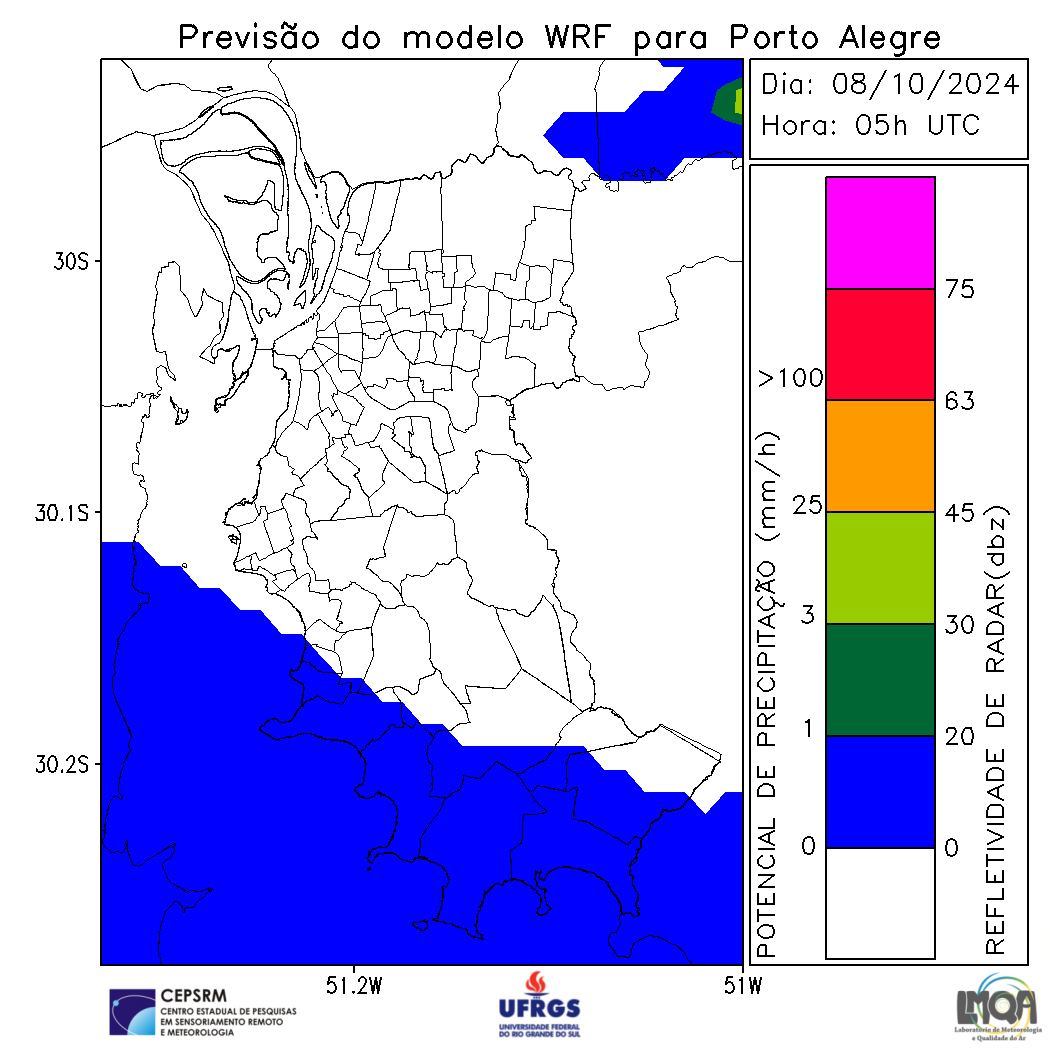 Previsão do modelo WRF para Porto Alegre
Dia: 08/10/2024
Hora: 05h UTC
30S
30.1S
30.2S
51.2W
51W
POTENCIAL DE PRECIPITAÇÃO (mm/h)
>100
25
3
1
0
75
63
45
30
20
0
REFLETIVIDADE DE RADAR(dbz)
CEPSRM
CENTRO ESTADUAL DE PESQUISAS
EM SENSORIAMENTO REMOTO
E METEOROLOGIA
UFRGS
UNIVERSIDADE FEDERAL
DO RIO GRANDE DO SUL
LMQA
Laboratório de Meteorologia
e Qualidade do Ar